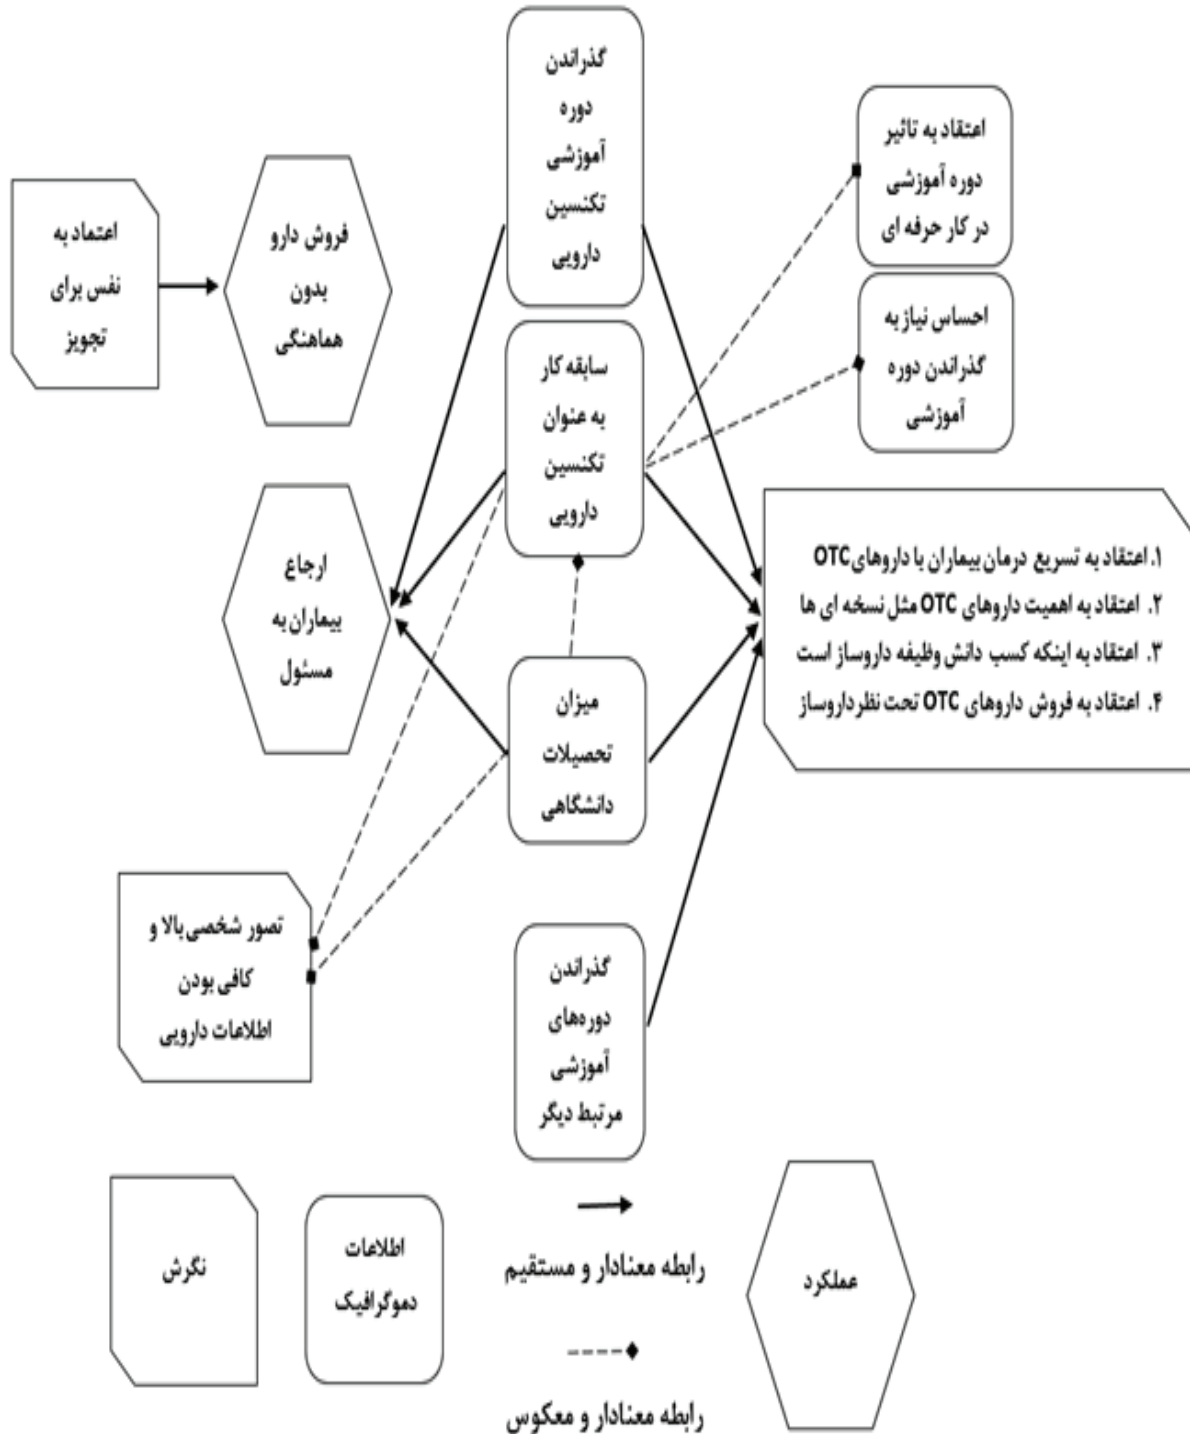 گذراندن
دوره
آموزشی
تکنسین
دارویی
اعتقاد به تاثیر
دوره آموزشی
در کار حرفه ای
اعتماد به
نفس برای
تجویز
فروش دارو
بدون
هماهنگی
احساس نیاز به
گذراندن دوره
آموزشی
سابقه کار
به عنوان
تکنسین
دارویی
ارجاع
بیماران به
مسئول
۱. اعتقاد به تسریع درمان بیماران با داروهای OTC
۲. اعتقاد به اهمیت داروهای OTC مثل نسخه ای ها
۳. اعتقاد به اینکه کسب دانش وظیفه داروساز است
۴. اعتقاد به فروش داروهای OTC تحت نظر داروساز
میزان
تحصیلات
دانشگاهی
تصور شخصی بالا و
کافی بودن
اطلاعات دارویی
گذراندن
دوره‌های
آموزشی
مرتبط دیگر
نگرش
اطلاعات
دموگرافیک
رابطه معنادار و مستقیم
رابطه معنادار و معکوس
عملکرد